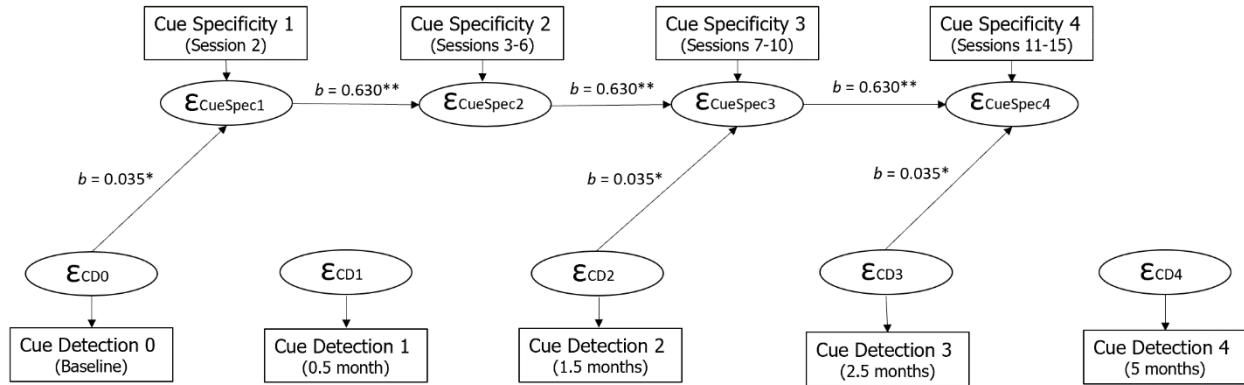 Cue Specificity 1
(Session 2)
Cue Specificity 2
(Sessions 3-6)
Cue Specificity 3
(Sessions 7-10)
Cue Specificity 4
(Sessions 11-15)
εCueSpec1
b = 0.630**
εCueSpec2
b = 0.630**
εCueSpec3
b = 0.630**
εCueSpec4
b = 0.035*
b = 0.035*
b = 0.035*
εCD0
εCD1
εCD2
εCD3
εCD4
Cue Detection 0
(Baseline)
Cue Detection 1
(0.5 month)
Cue Detection 2
(1.5 months)
Cue Detection 3
(2.5 months)
Cue Detection 4
(5 months)